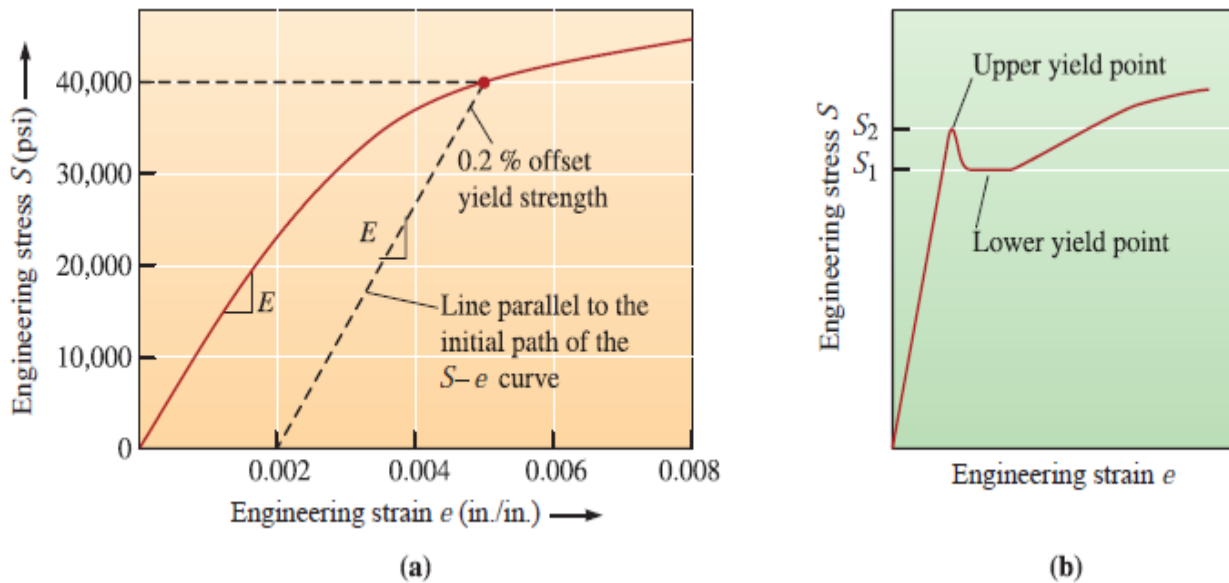 Engineering stress S (psi)
40,000
30,000
20,000
10,000
0
0.2 % offset
yield strength
E
E
Line parallel to the
initial path of the
S–e curve
0.002
0.004
0.006
0.008
Engineering strain e (in./in.)
(a)
Engineering stress S
S₂
S₁
Upper yield point
Lower yield point
Engineering strain e
(b)